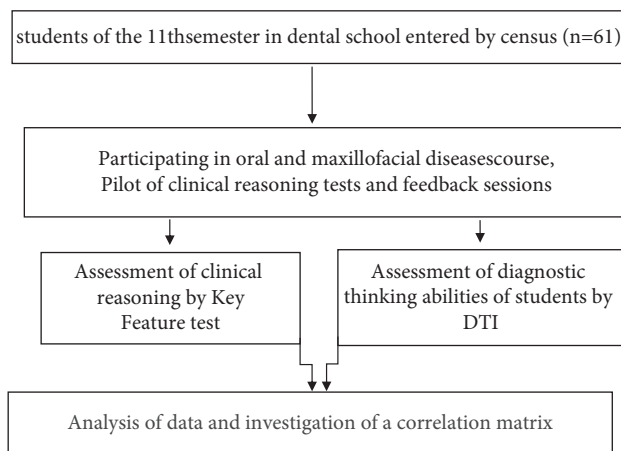 students of the 11thsemester in dental school entered by census (n=61)
Participating in oral and maxillofacial diseasescourse,
Pilot of clinical reasoning tests and feedback sessions
Assessment of clinical
reasoning by Key
Feature test
Assessment of diagnostic
thinking abilities of students by
DTI
Analysis of data and investigation of a correlation matrix